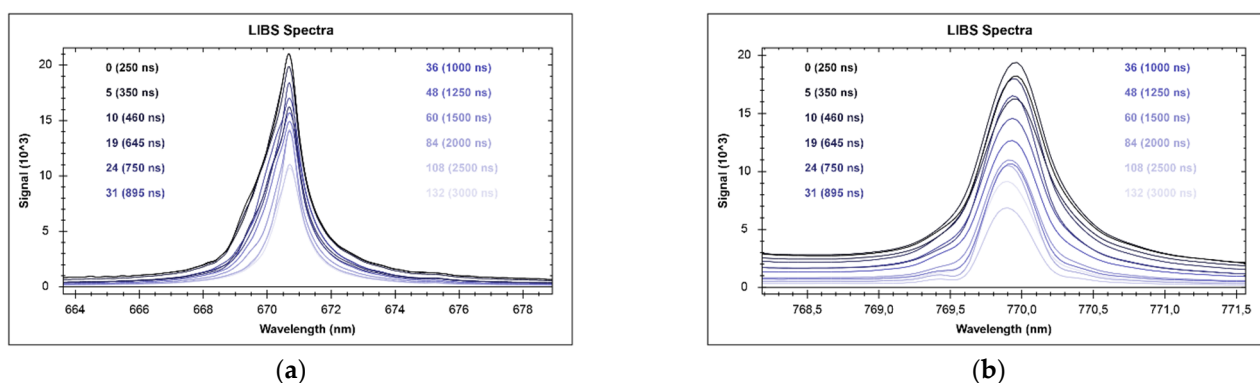 LIBS Spectra
Signal (10^3)
20
15
10
5
0
0 (250 ns)
5 (350 ns)
10 (460 ns)
19 (645 ns)
24 (750 ns)
31 (895 ns)
36 (1000 ns)
48 (1250 ns)
60 (1500 ns)
84 (2000 ns)
108 (2500 ns)
132 (3000 ns)
664 666 668 670 672 674 676 678
Wavelength (nm)
(a)
LIBS Spectra
Signal (10^3)
20
15
10
5
0
0 (250 ns)
5 (350 ns)
10 (460 ns)
19 (645 ns)
24 (750 ns)
31 (895 ns)
36 (1000 ns)
48 (1250 ns)
60 (1500 ns)
84 (2000 ns)
108 (2500 ns)
132 (3000 ns)
768,5 769,0 769,5 770,0 770,5 771,0 771,5
Wavelength (nm)
(b)